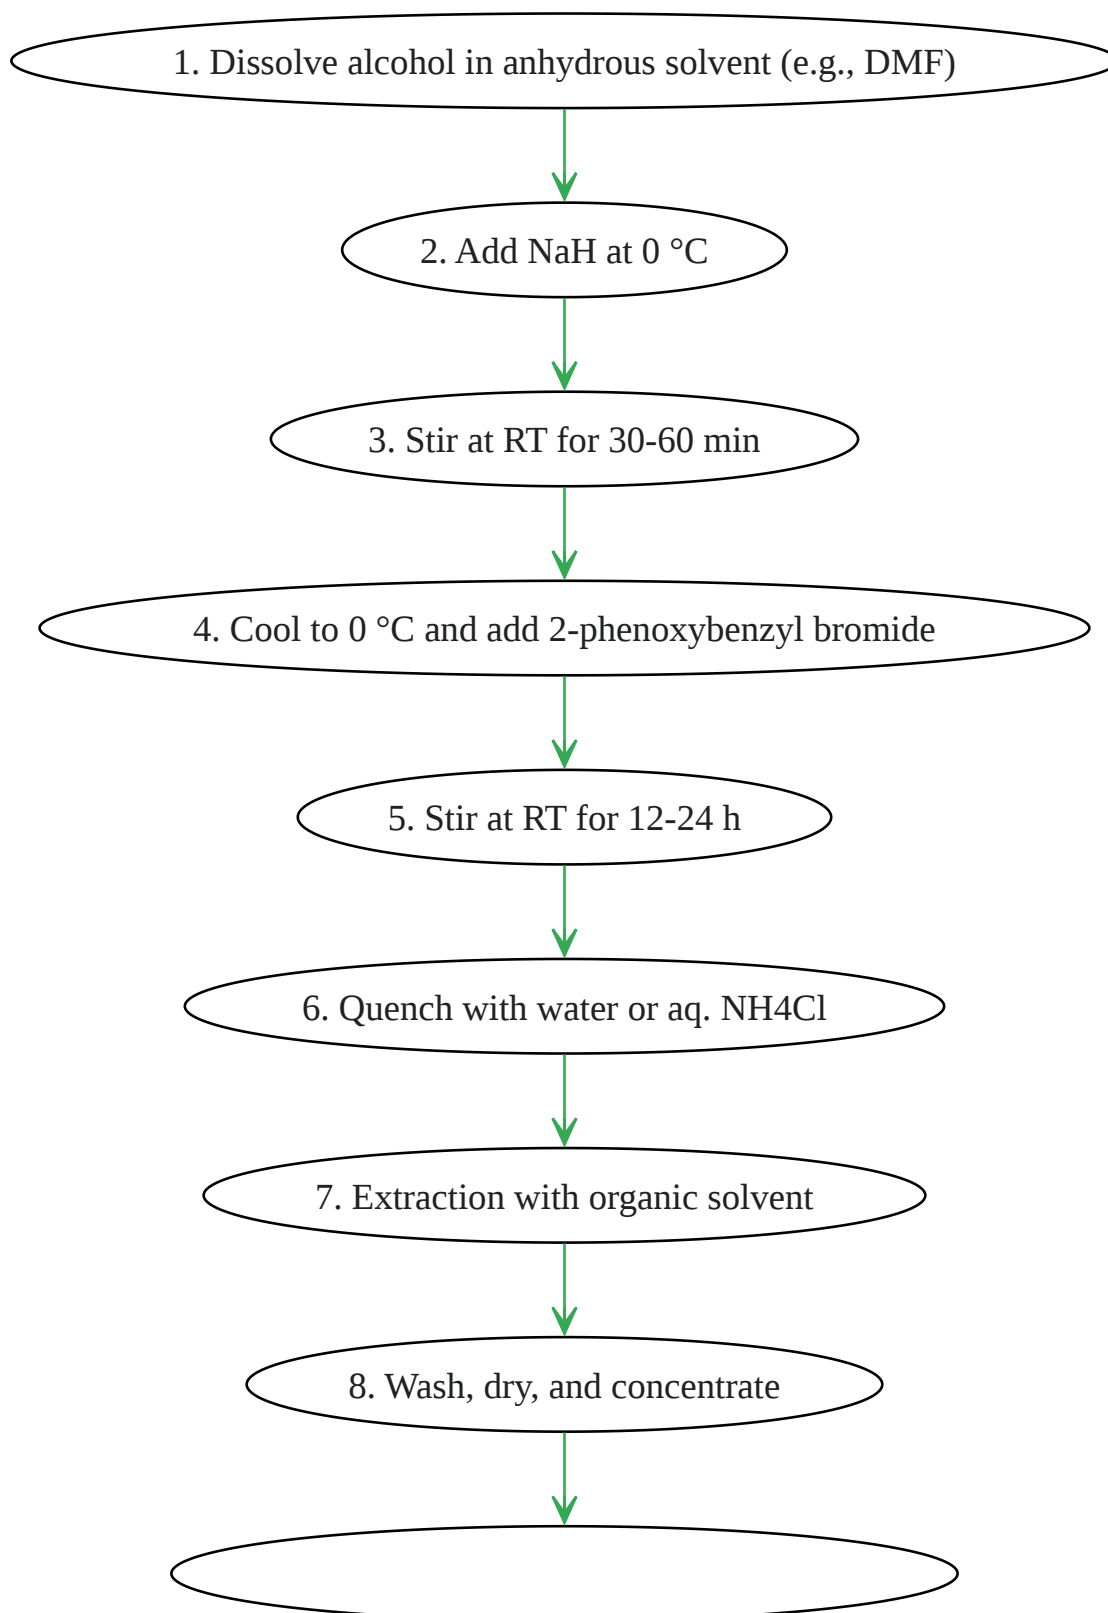 1. Dissolve alcohol in anhydrous solvent (e.g., DMF)
2. Add NaH at 0 °C
3. Stir at RT for 30-60 min
4. Cool to 0 °C and add 2-phenoxybenzyl bromide
5. Stir at RT for 12-24 h
6. Quench with water or aq. NH4Cl
7. Extraction with organic solvent
8. Wash, dry, and concentrate